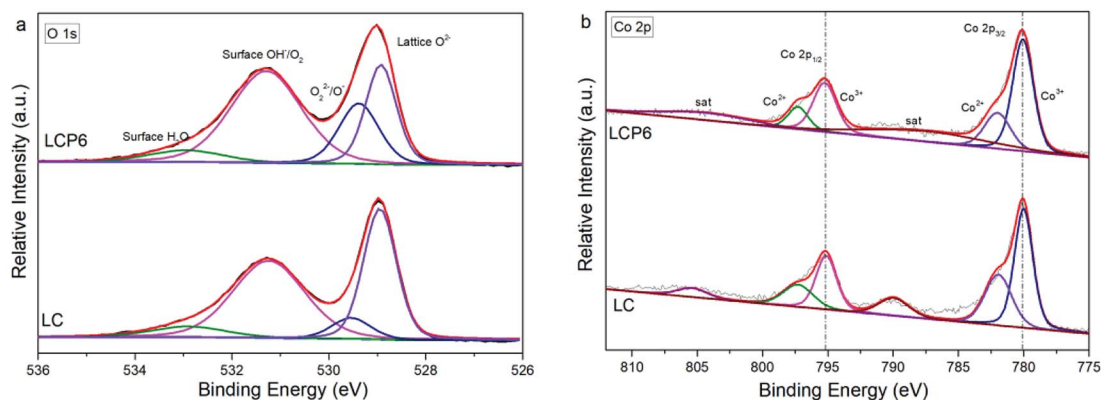 a
O 1s
Surface OH⁻/O₂
Lattice O²⁻
O₂²⁻/O⁻
Surface H₂O
LCP6
LC
Relative Intensity (a.u.)
536 534 532 530 528 526
Binding Energy (eV)
b
Co 2p
Co 2p₃/₂
Co 2p₁/₂
Co²⁺
Co³⁺
Co²⁺
Co³⁺
sat
sat
LCP6
LC
Relative Intensity (a.u.)
810 805 800 795 790 785 780 775
Binding Energy (eV)